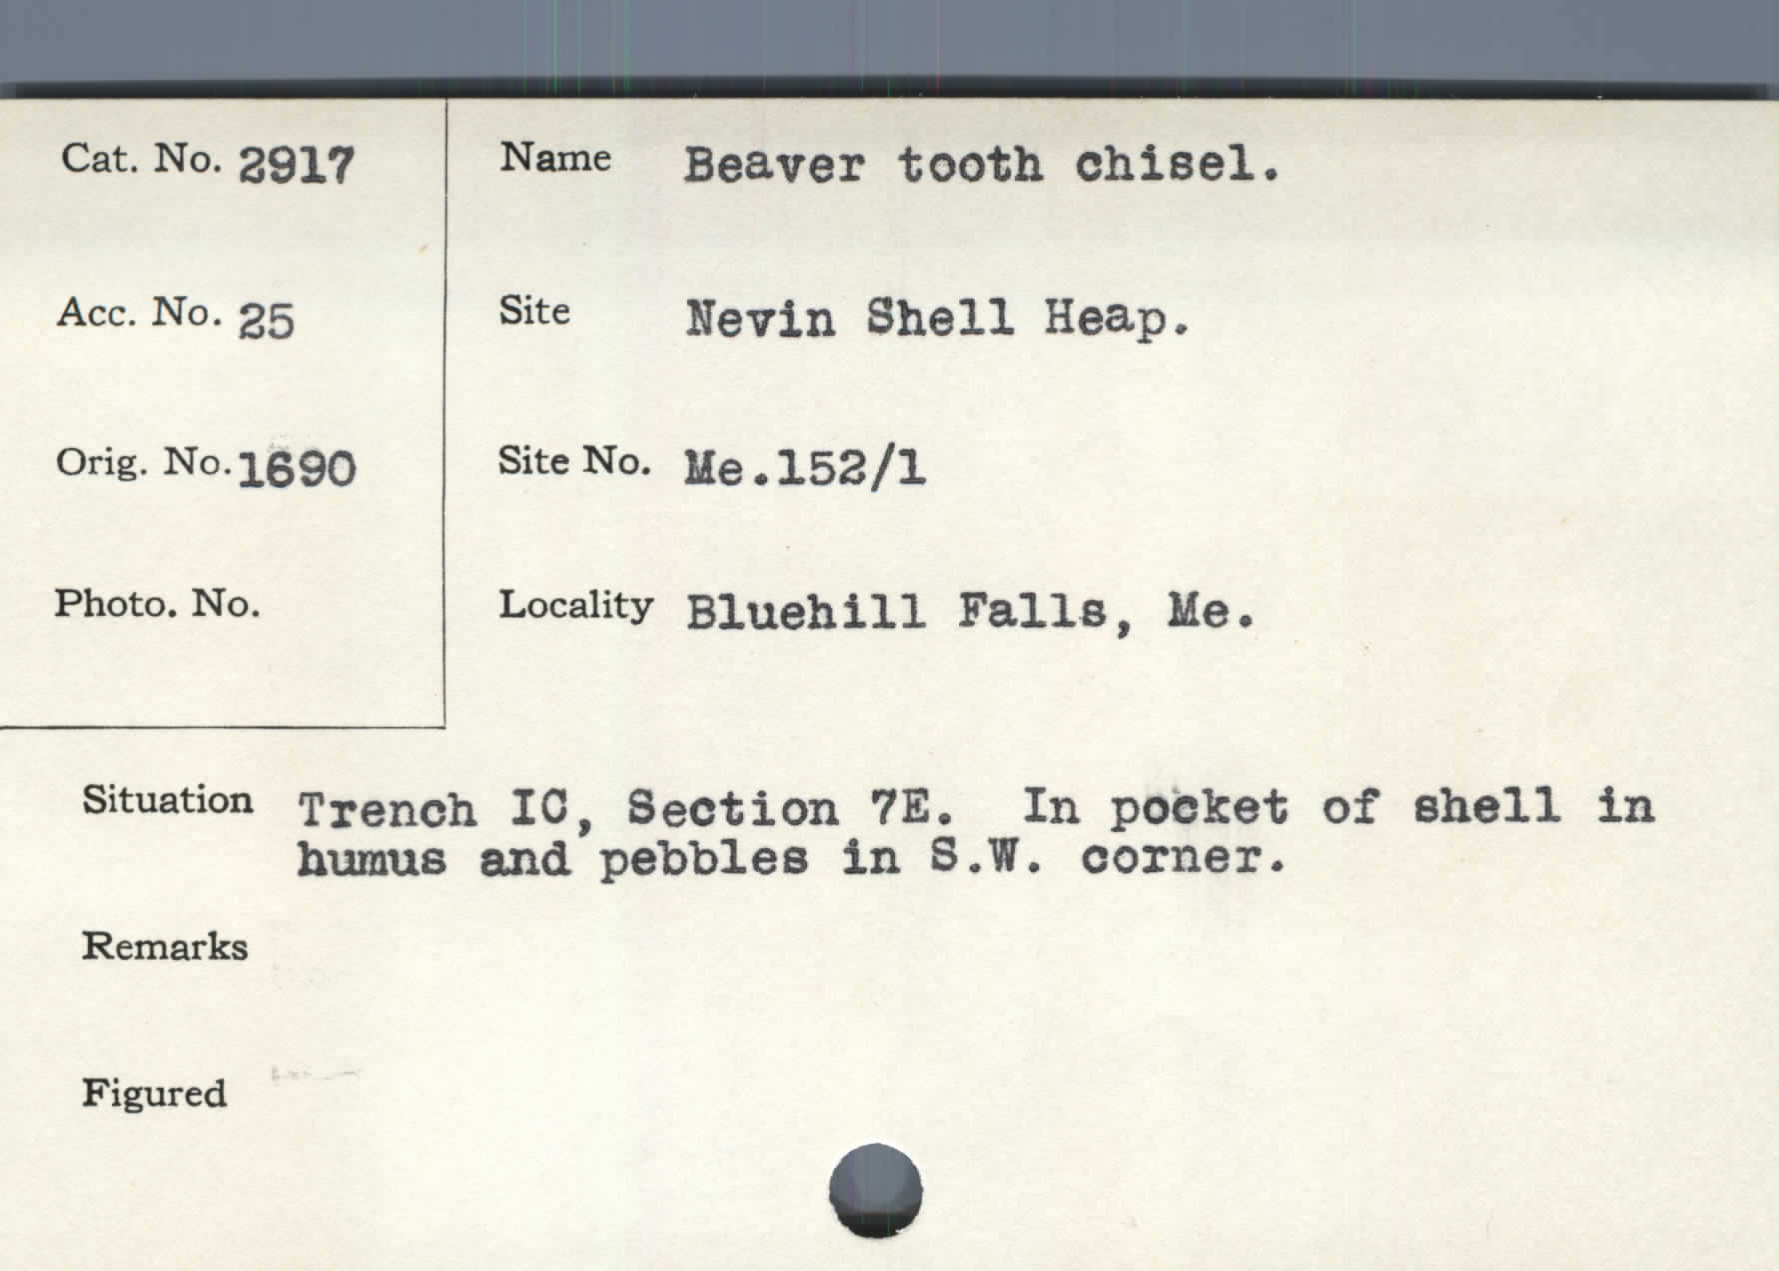 Cat. No. 2917
Acc. No. 25
Orig. No. 1690
Photo. No.
Name Beaver tooth chisel.
Site Nevin Shell Heap.
Site No. Me.152/1
Locality Bluehill Falls, Me.
Situation Trench IC, Section 7E. In pocket of shell in
humus and pebbles in S.W. corner.
Remarks
Figured